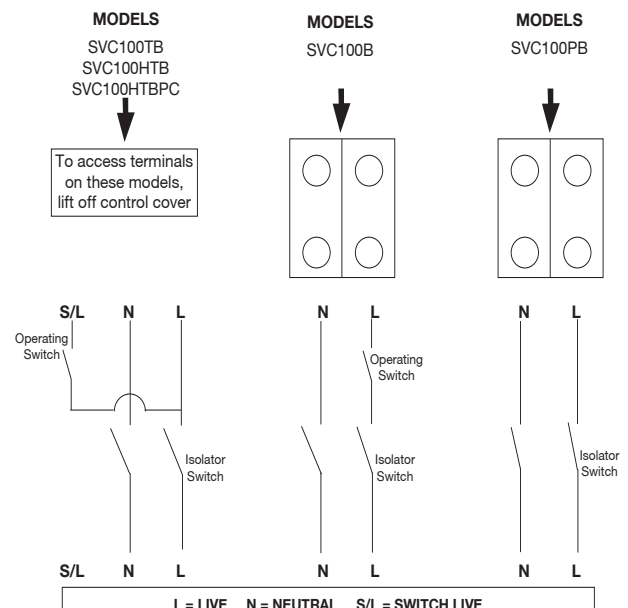 MODELS
SVC100TB
SVC100HTB
SVC100HTBPC
To access terminals
on these models,
lift off control cover
MODELS
SVC100B
MODELS
SVC100PB
S/L N L
Operating
Switch
Isolator
Switch
S/L N L
N L
Operating
Switch
Isolator
Switch
N L
N L
Isolator
Switch
N L
L = LIVE N = NEUTRAL S/L = SWITCH LIVE